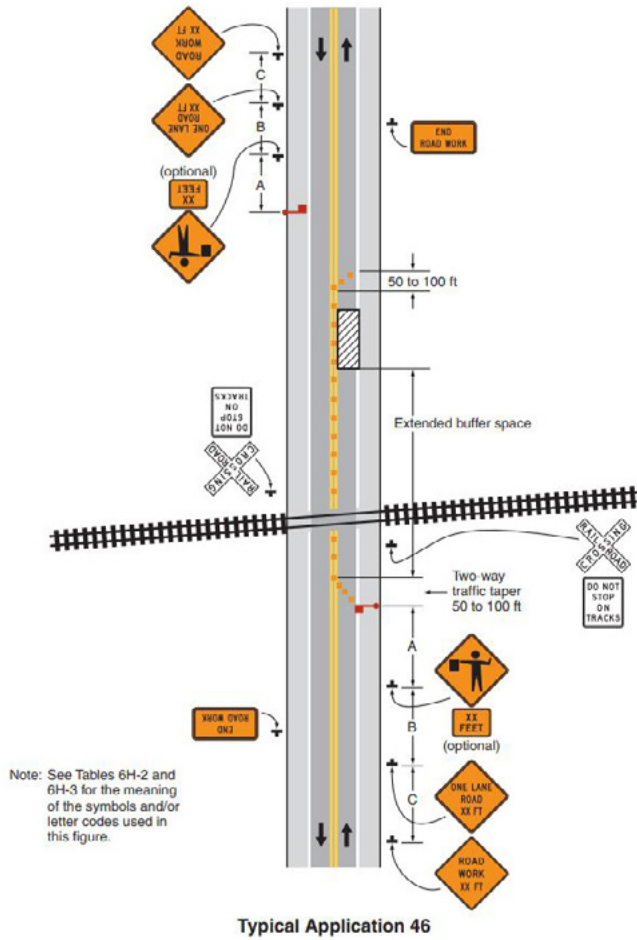 ROAD
WORK
XX FT
C
ONE LANE
ROAD
XX FT
B
END
ROAD WORK
(optional)
XX
FEET
A
50 to 100 ft
DO NOT
STOP
ON
TRACKS
RAILROAD
CROSSING
Extended buffer space
RAILROAD
CROSSING
DO NOT
STOP
ON
TRACKS
Two-way
traffic taper
50 to 100 ft
A
XX
FEET
(optional)
B
END
ROAD WORK
C
ONE LANE
ROAD
XX FT
ROAD
WORK
XX FT
Note: See Tables 6H-2 and
6H-3 for the meaning
of the symbols and/or
letter codes used in
this figure.
Typical Application 46